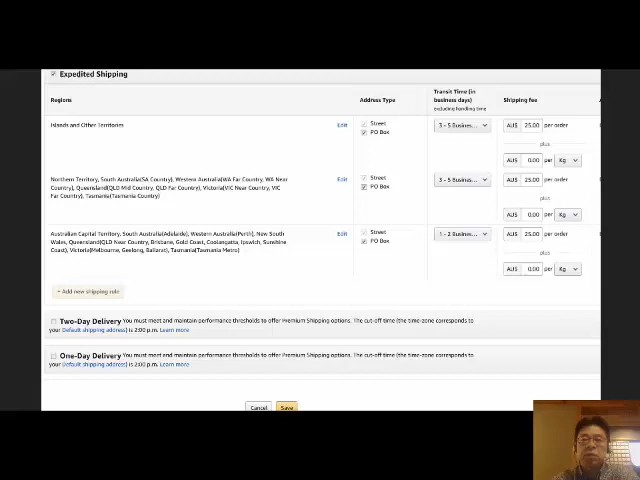 Expedited Shipping
Regions
Address Type
Transit Time (in
business days)
excluding handling time
Shipping fee
Islands and Other Territories
Edit
Street
PO Box
3 - 5 Busines...
AU$ 25.00 per order
plus
AU$ 0.00 Kg
Northern Territory, South Australia(SA Country), Western Australia(WA Far Country, WA Near
Country), Queensland(QLD Mid Country, QLD Far Country), Victoria(VIC Near Country, VIC
Far Country), Tasmania(Tasmania Country)
Edit
Street
PO Box
3 - 5 Busines...
AU$ 25.00 per order
plus
AU$ 0.00 Kg
Australian Capital Territory, South Australia(Adelaide), Western Australia(Perth), New South
Wales, Queensland(QLD Near Country, Brisbane, Gold Coast, Coolangatta, Ipswich, Sunshine
Coast), Victoria(Melbourne, Geelong, Ballarat), Tasmania(Tasmania Metro)
Edit
Street
PO Box
1 - 2 Busines...
AU$ 25.00 per order
plus
AU$ 0.00 Kg
+ Add new shipping rule
Two-Day Delivery You must meet and maintain performance thresholds to offer Premium Shipping options. The cut-off time (the time-zone corresponds to
your Default shipping address) is 2:00 p.m. Learn more
One-Day Delivery You must meet and maintain performance thresholds to offer Premium Shipping options. The cut-off time (the time-zone corresponds to
your Default shipping address) is 2:00 p.m. Learn more
Cancel
Save